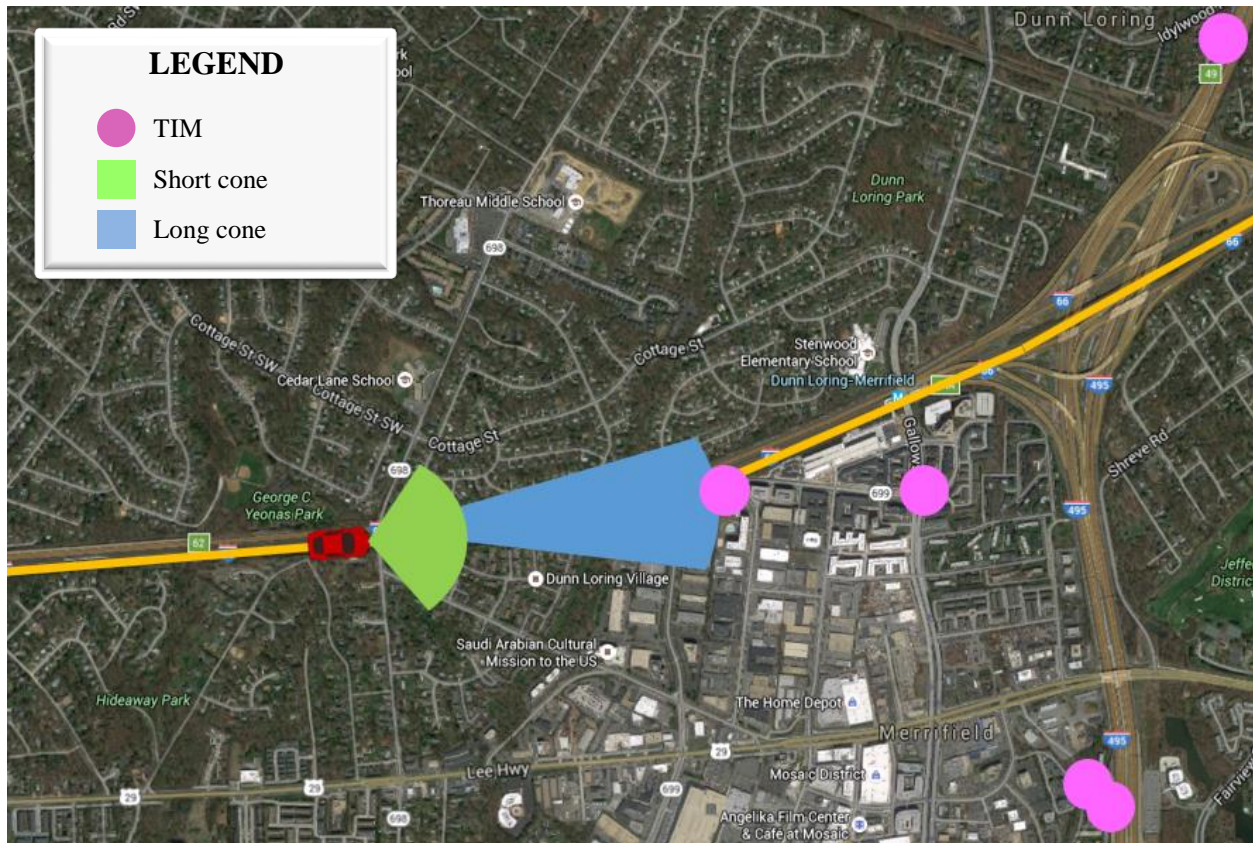 LEGEND
TIM
Short cone
Long cone
Dunn Loring
49
Dunn
Loring Park
Thoreau Middle School
698
66
66
Cottage St SW
Cottage St
Stenwood
Elementary School
Dunn Loring-Merrifield
66
M
495
Cedar Lane School
Cottage St SW
Cottage St
698
Shreve Rd
George C
Yeonas Park
699
495
62
Dunn Loring Village
Saudi Arabian Cultural
Mission to the US
Hideaway Park
The Home Depot
Merrifield
29
495
Lee Hwy
Mosaic District
29
29
699
698
Angelika Film Center
& Cafe at Mosaic